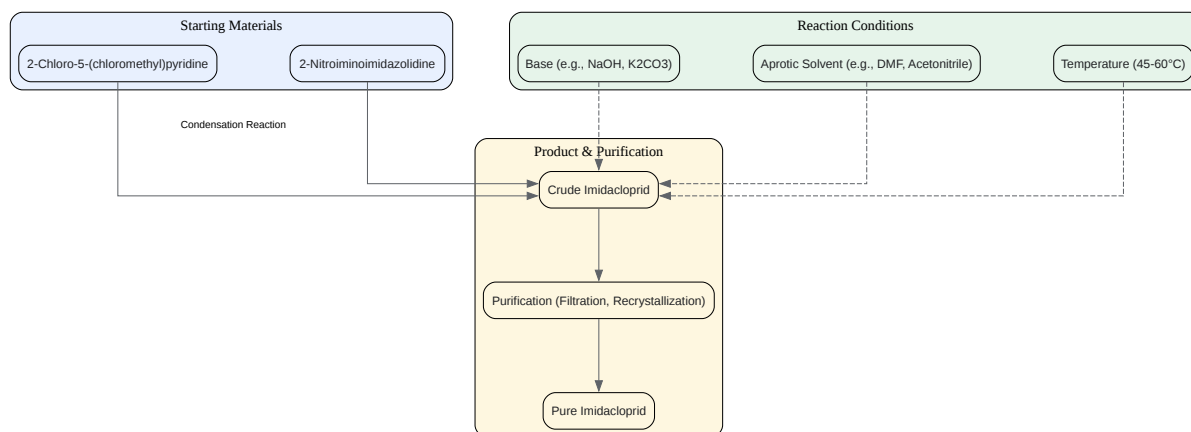 Starting Materials
2-Chloro-5-(chloromethyl)pyridine
2-Nitroiminoimidazolidine
Reaction Conditions
Base (e.g., NaOH, K2CO3)
Aprotic Solvent (e.g., DMF, Acetonitrile)
Temperature (45-60°C)
Condensation Reaction
Product & Purification
Crude Imidacloprid
Purification (Filtration, Recrystallization)
Pure Imidacloprid